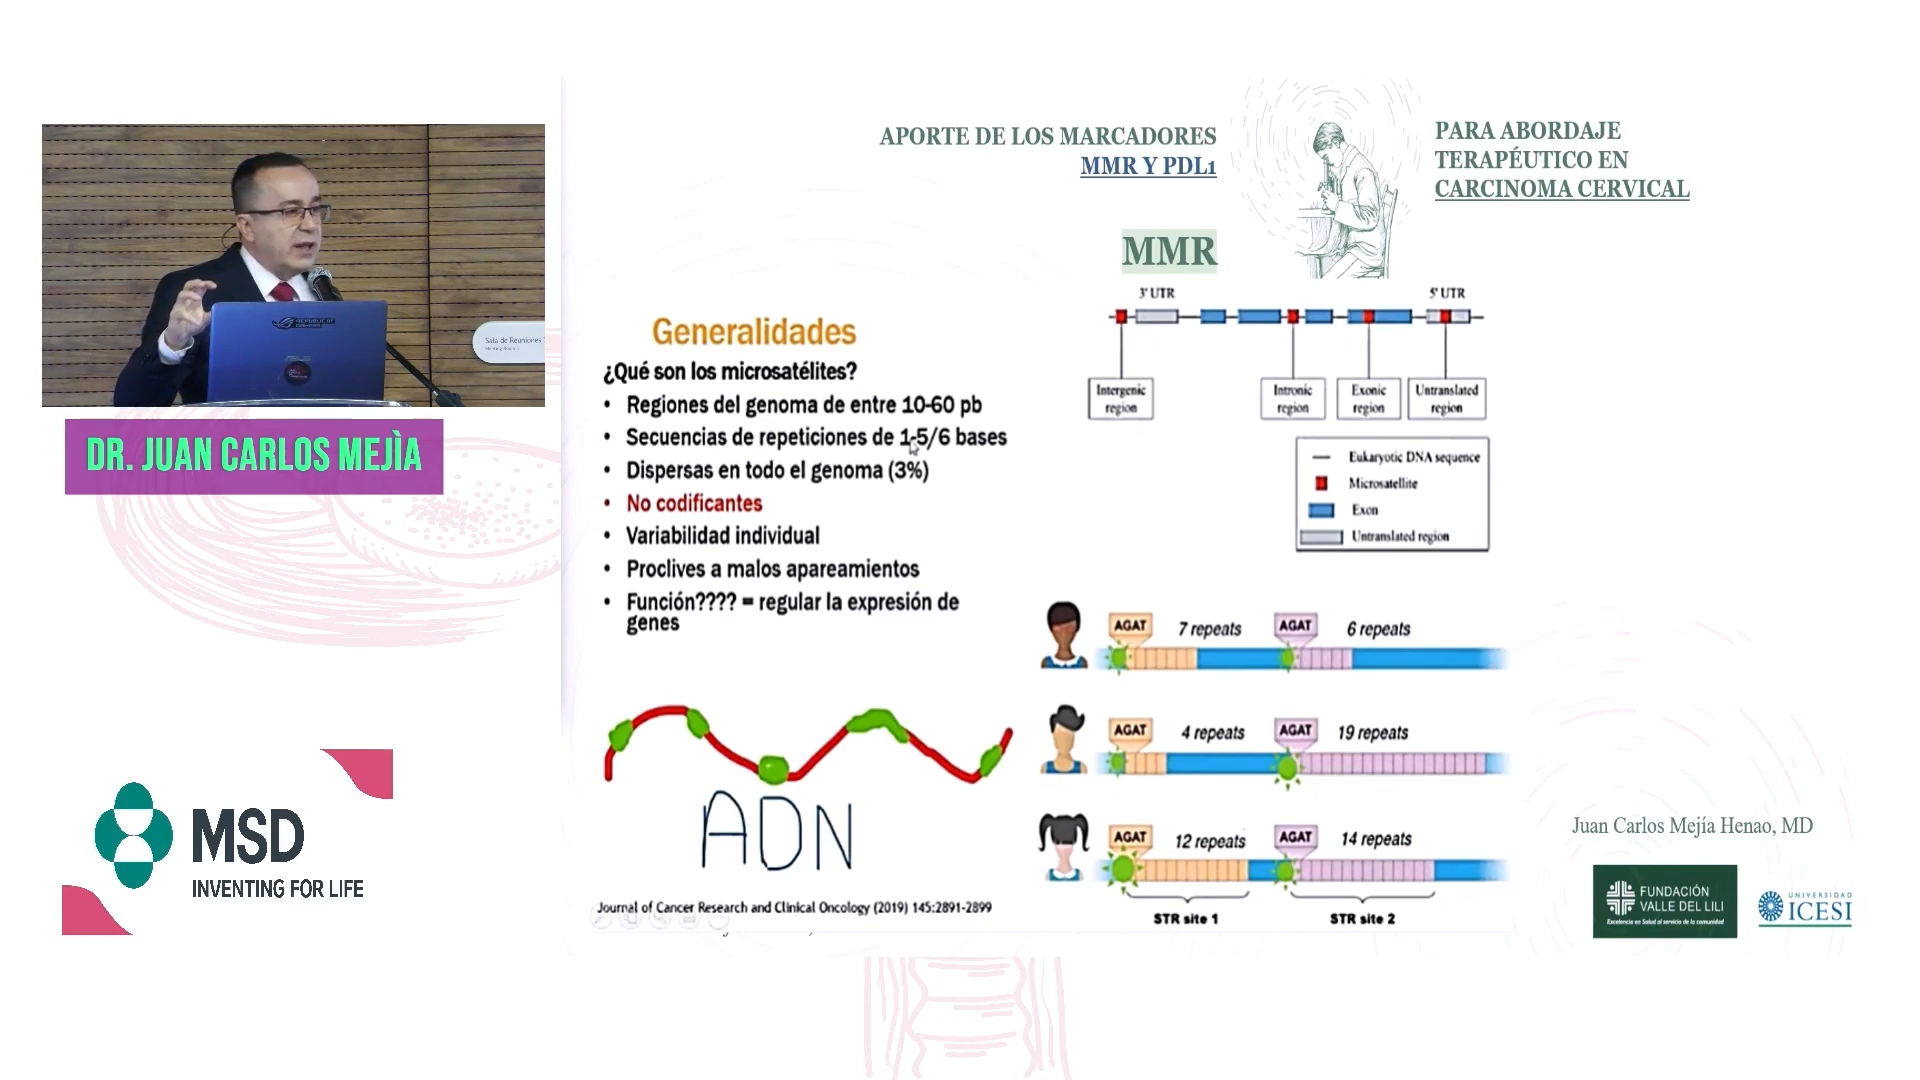 APORTE DE LOS MARCADORES
MMR Y PDL1
PARA ABORDAJE
TERAPÉUTICO EN
CARCINOMA CERVICAL
MMR
Sala de Reuniones
DR. JUAN CARLOS MEJÌA
MSD
INVENTING FOR LIFE
Generalidades
¿Qué son los microsatélites?
• Regiones del genoma de entre 10-60 pb
• Secuencias de repeticiones de 1-5/6 bases
• Dispersas en todo el genoma (3%)
• No codificantes
• Variabilidad individual
• Proclives a malos apareamientos
• Función???? = regular la expresión de
genes
ADN
Journal of Cancer Research and Clinical Oncology (2019) 145:2891-2899
3' UTR
5' UTR
Intergenic
region
Intronic
region
Exonic
region
Untranslated
region
Eukaryotic DNA sequence
Microsatellite
Exon
Untranslated region
AGAT 7 repeats AGAT 6 repeats
AGAT 4 repeats AGAT 19 repeats
AGAT 12 repeats AGAT 14 repeats
STR site 1
STR site 2
Juan Carlos Mejía Henao, MD
FUNDACIÓN
VALLE DEL LILI
Excelencia en Salud al servicio de la comunidad
UNIVERSIDAD
ICESI